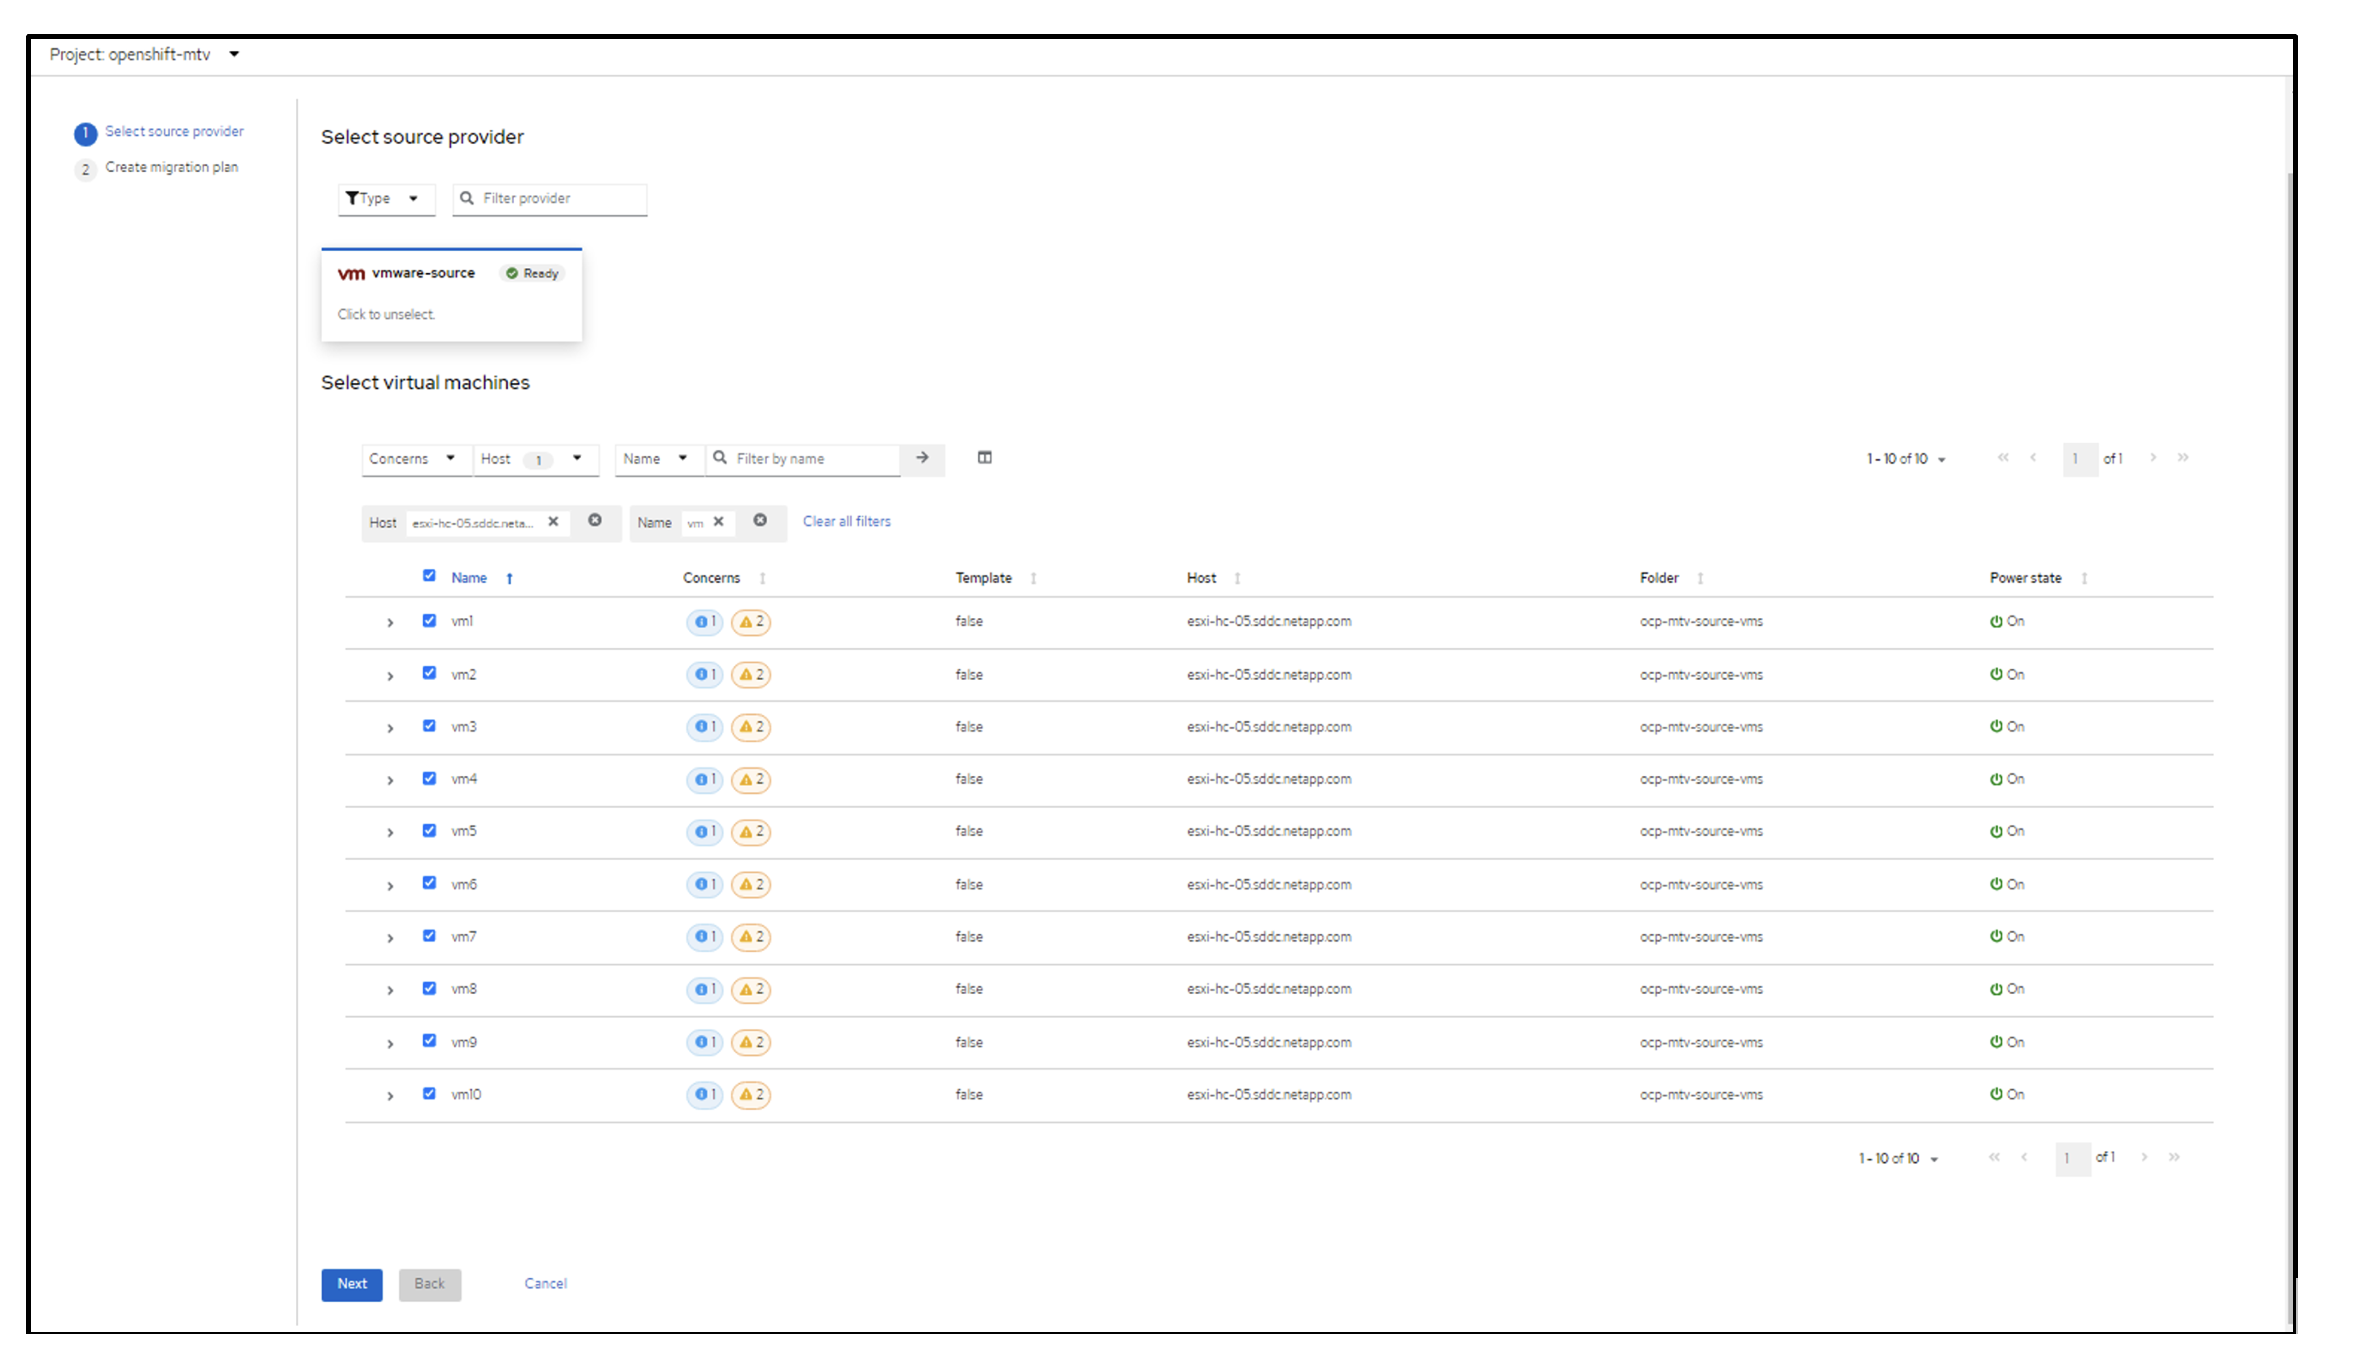 Project: openshift-mtv
1 Select source provider
2 Create migration plan
Select source provider
Type Filter provider
vm vmware-source Ready
Click to unselect.
Select virtual machines
Concerns Host 1 Name Filter by name 1 - 10 of 10 1 of 1
Host esxi-hc-05.sddc.neta... Name vm Clear all filters
Name Concerns Template Host Folder Power state
vm1 1 2 false esxi-hc-05.sddc.netapp.com ocp-mtv-source-vms On
vm2 1 2 false esxi-hc-05.sddc.netapp.com ocp-mtv-source-vms On
vm3 1 2 false esxi-hc-05.sddc.netapp.com ocp-mtv-source-vms On
vm4 1 2 false esxi-hc-05.sddc.netapp.com ocp-mtv-source-vms On
vm5 1 2 false esxi-hc-05.sddc.netapp.com ocp-mtv-source-vms On
vm6 1 2 false esxi-hc-05.sddc.netapp.com ocp-mtv-source-vms On
vm7 1 2 false esxi-hc-05.sddc.netapp.com ocp-mtv-source-vms On
vm8 1 2 false esxi-hc-05.sddc.netapp.com ocp-mtv-source-vms On
vm9 1 2 false esxi-hc-05.sddc.netapp.com ocp-mtv-source-vms On
vm10 1 2 false esxi-hc-05.sddc.netapp.com ocp-mtv-source-vms On
1 - 10 of 10 1 of 1
Next Back Cancel